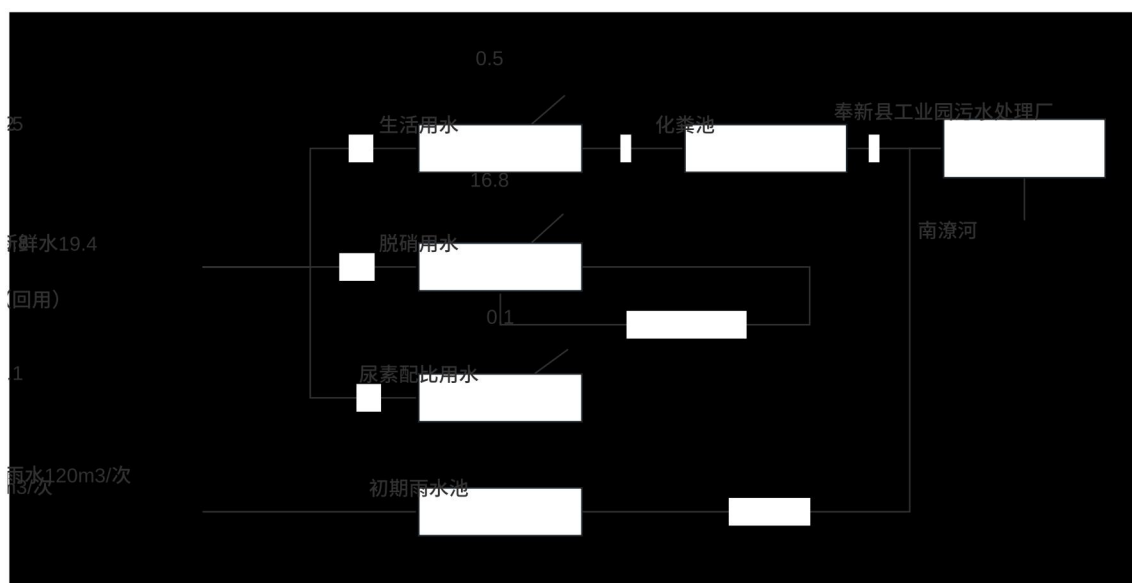 0.5
奉新县工业园污水处理厂
生活用水
化粪池
16.8
南潦河
鲜水19.4
脱硝用水
（回用）
0.1
尿素配比用水
雨水120m3/次
初期雨水池